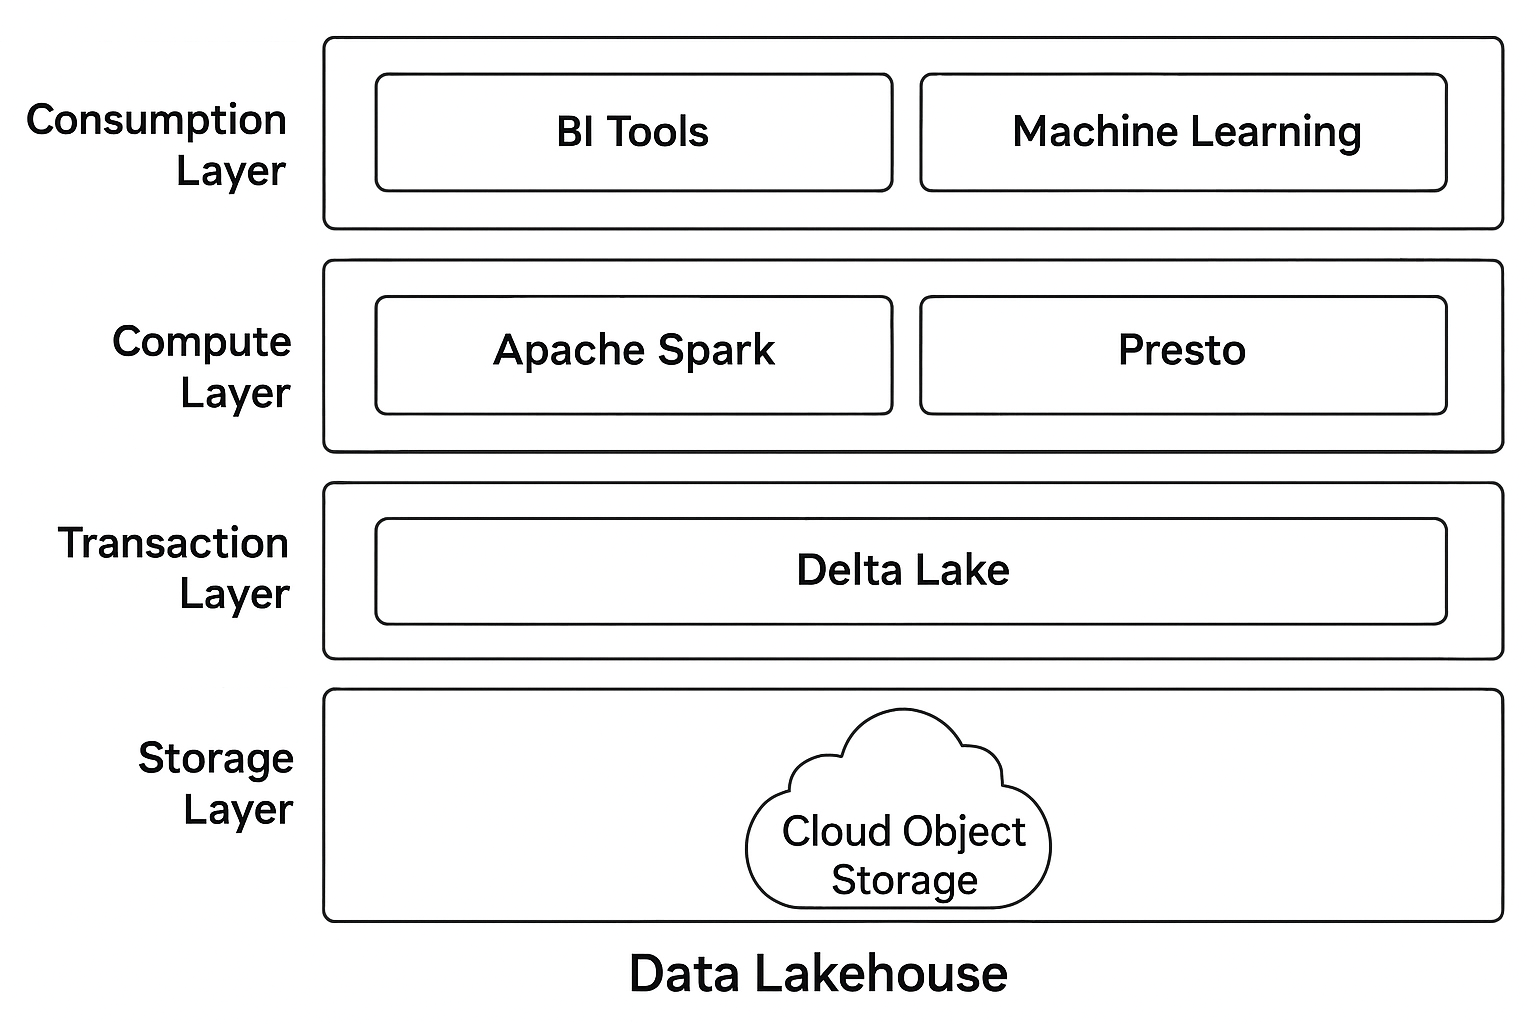 Consumption
Layer
BI Tools
Machine Learning
Compute
Layer
Apache Spark
Presto
Transaction
Layer
Delta Lake
Storage
Layer
Cloud Object
Storage
Data Lakehouse